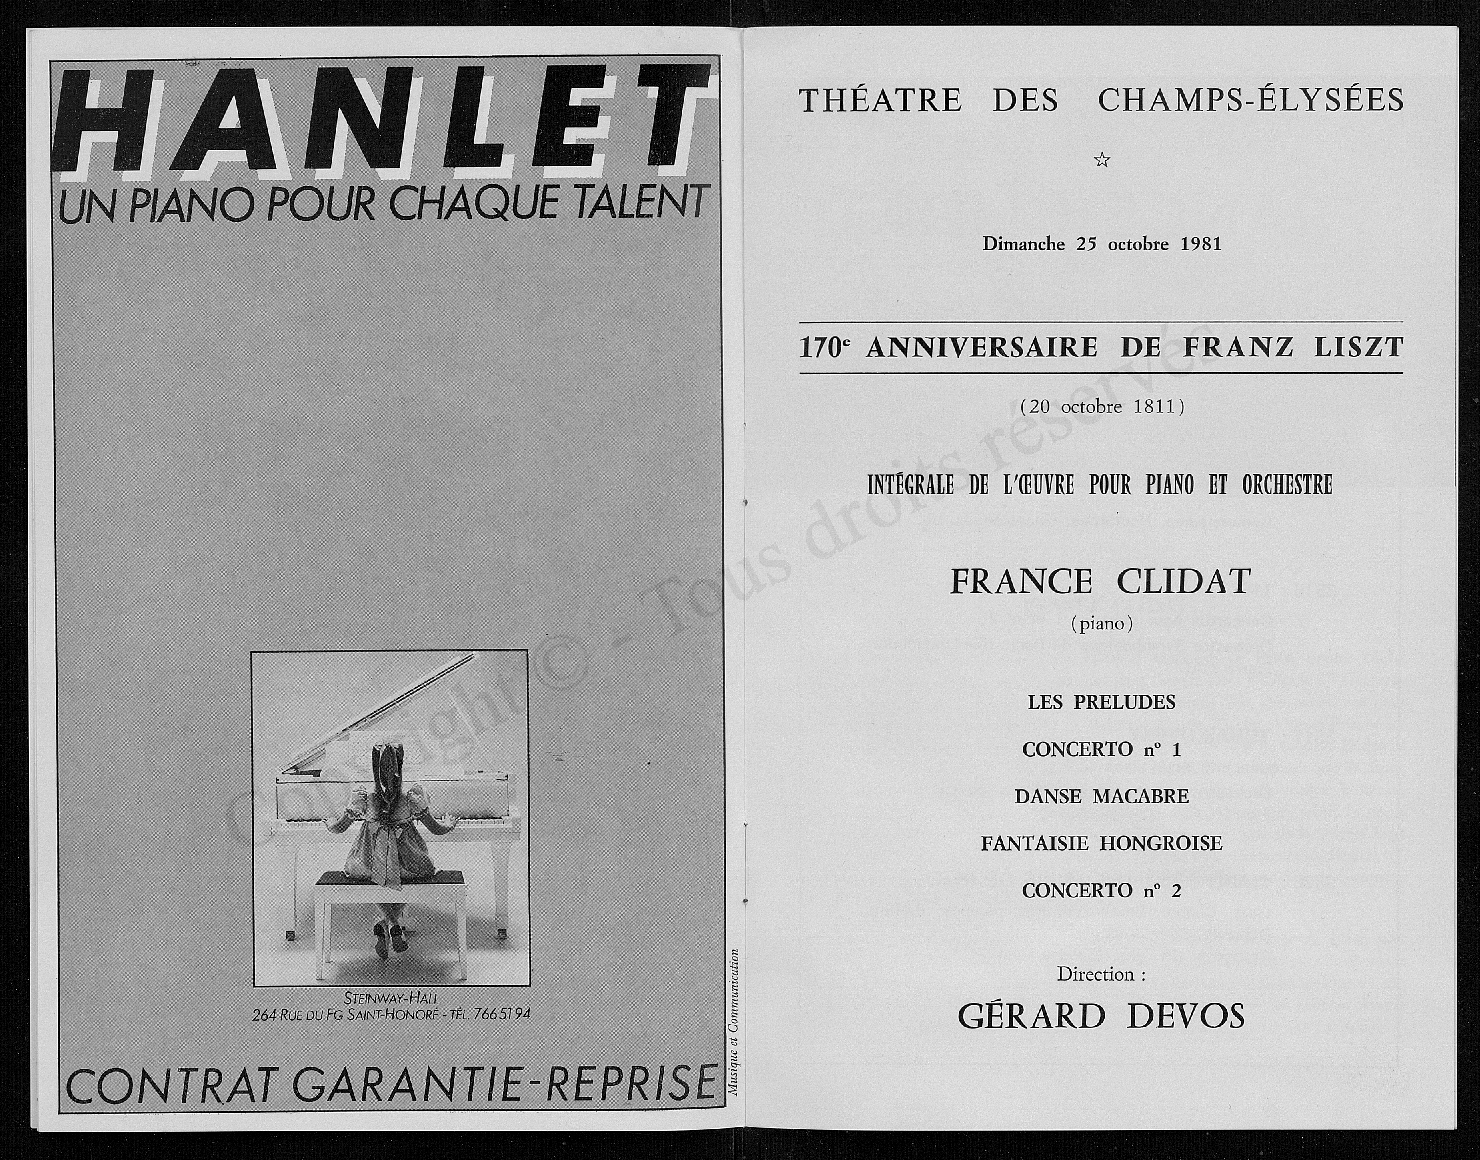 HANLET
UN PIANO POUR CHAQUE TALENT
STEINWAY-HALL
264 RUE DU FG SAINT-HONORÉ - TÉL. 766 51 94
CONTRAT GARANTIE-REPRISE
Musique et Communication
THÉATRE DES CHAMPS-ÉLYSÉES
☆
Dimanche 25 octobre 1981
170e ANNIVERSAIRE DE FRANZ LISZT
(20 octobre 1811)
INTÉGRALE DE L'ŒUVRE POUR PIANO ET ORCHESTRE
FRANCE CLIDAT
(piano)
LES PRELUDES
CONCERTO nº 1
DANSE MACABRE
FANTAISIE HONGROISE
CONCERTO nº 2
Direction :
GÉRARD DEVOS
Copyright © - Tous droits réservés